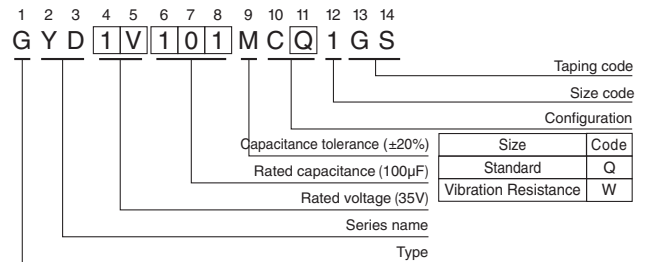 1 2 3 4 5 6 7 8 9 10 11 12 13 14
G Y D 1 V 1 0 1 M C Q 1 G S
Taping code
Size code
Configuration
Capacitance tolerance (±20%)
Rated capacitance (100μF)
Rated voltage (35V)
Series name
Type
Size Code
Standard Q
Vibration Resistance W